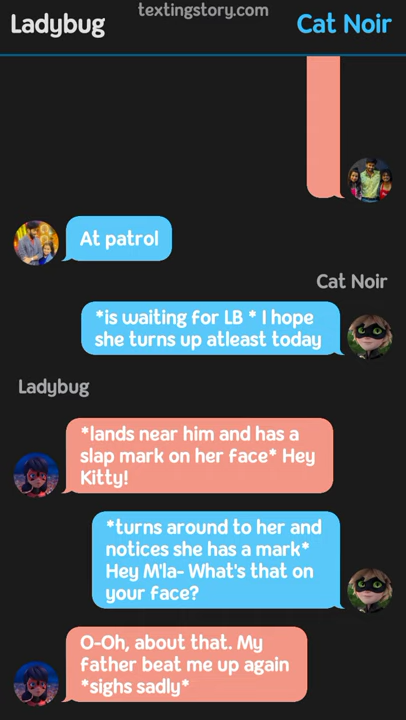 textingstory.com
Ladybug
Cat Noir
At patrol
Cat Noir
*is waiting for LB * I hope
she turns up atleast today
Ladybug
*lands near him and has a
slap mark on her face* Hey
Kitty!
*turns around to her and
notices she has a mark*
Hey M'la- What's that on
your face?
O-Oh, about that. My
father beat me up again
*sighs sadly*